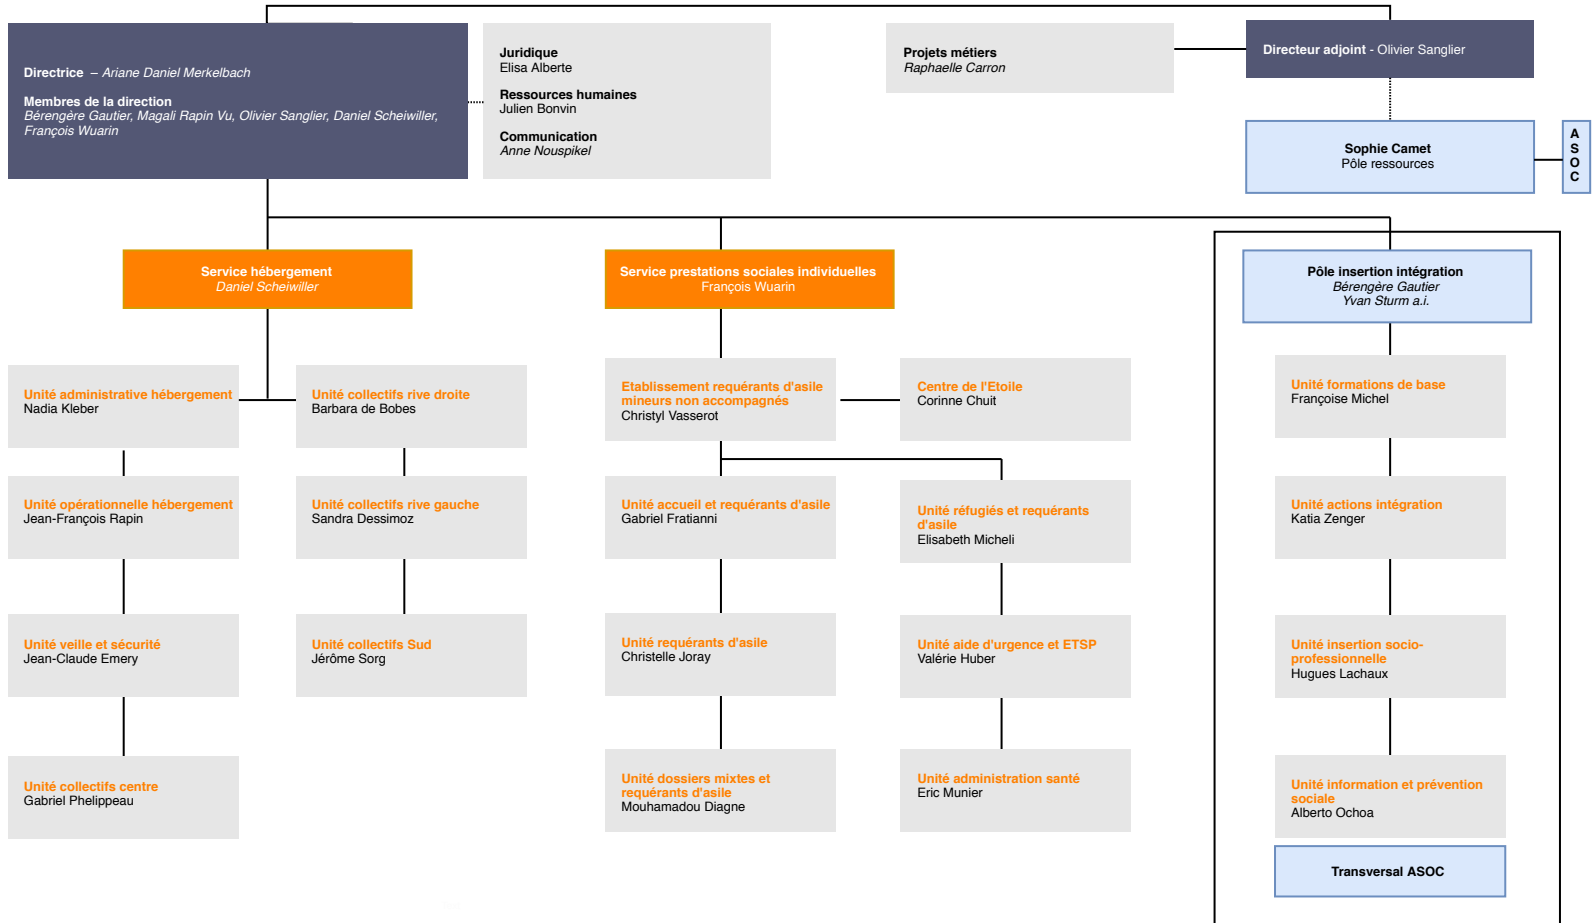 Directrice – Ariane Daniel Merkelbach
Membres de la direction
Bérengère Gautier, Magali Rapin Vu, Olivier Sanglier, Daniel Scheiwiller,
François Wuarin
Juridique
Elisa Alberte
Ressources humaines
Julien Bonvin
Communication
Anne Nouspikel
Projets métiers
Raphaelle Carron
Directeur adjoint - Olivier Sanglier
Sophie Camet
Pôle ressources
A
S
O
C
Service hébergement
Daniel Scheiwiller
Service prestations sociales individuelles
François Wuarin
Pôle insertion intégration
Bérengère Gautier
Yvan Sturm a.i.
Unité administrative hébergement
Nadia Kleber
Unité collectifs rive droite
Barbara de Bobes
Etablissement requérants d'asile
mineurs non accompagnés
Christyl Vasserot
Centre de l'Etoile
Corinne Chuit
Unité formations de base
Françoise Michel
Unité opérationnelle hébergement
Jean-François Rapin
Unité collectifs rive gauche
Sandra Dessimoz
Unité accueil et requérants d'asile
Gabriel Fratianni
Unité réfugiés et requérants
d'asile
Elisabeth Micheli
Unité actions intégration
Katia Zenger
Unité veille et sécurité
Jean-Claude Emery
Unité collectifs Sud
Jérôme Sorg
Unité requérants d'asile
Christelle Joray
Unité aide d'urgence et ETSP
Valérie Huber
Unité insertion socio-
professionnelle
Hugues Lachaux
Unité collectifs centre
Gabriel Phelippeau
Unité dossiers mixtes et
requérants d'asile
Mouhamadou Diagne
Unité administration santé
Eric Munier
Unité information et prévention
sociale
Alberto Ochoa
Transversal ASOC